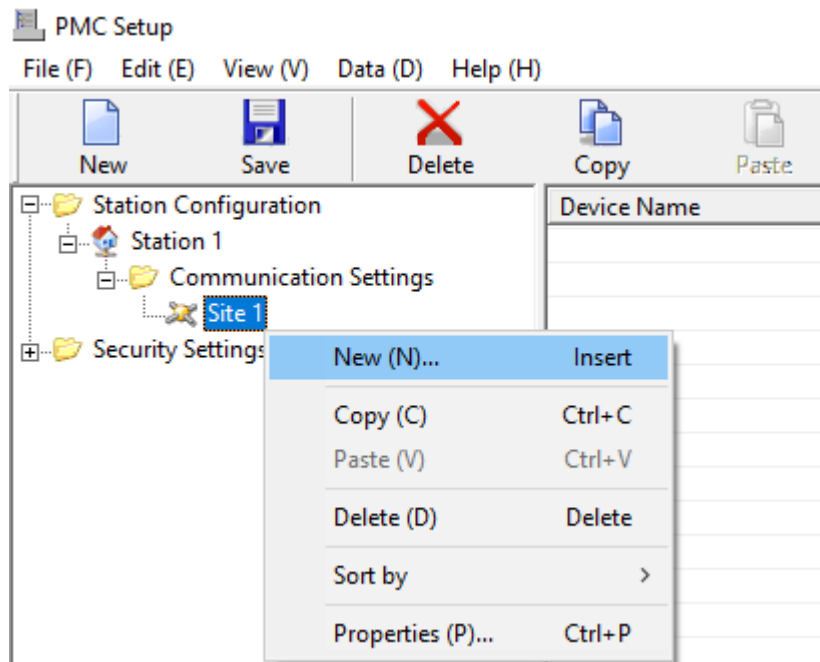 PMC Setup
File (F) Edit (E) View (V) Data (D) Help (H)
New Save Delete Copy Paste
Station Configuration
Station 1
Communication Settings
Site 1
Security Settings
Device Name
New (N)... Insert
Copy (C) Ctrl+C
Paste (V) Ctrl+V
Delete (D) Delete
Sort by
Properties (P)... Ctrl+P